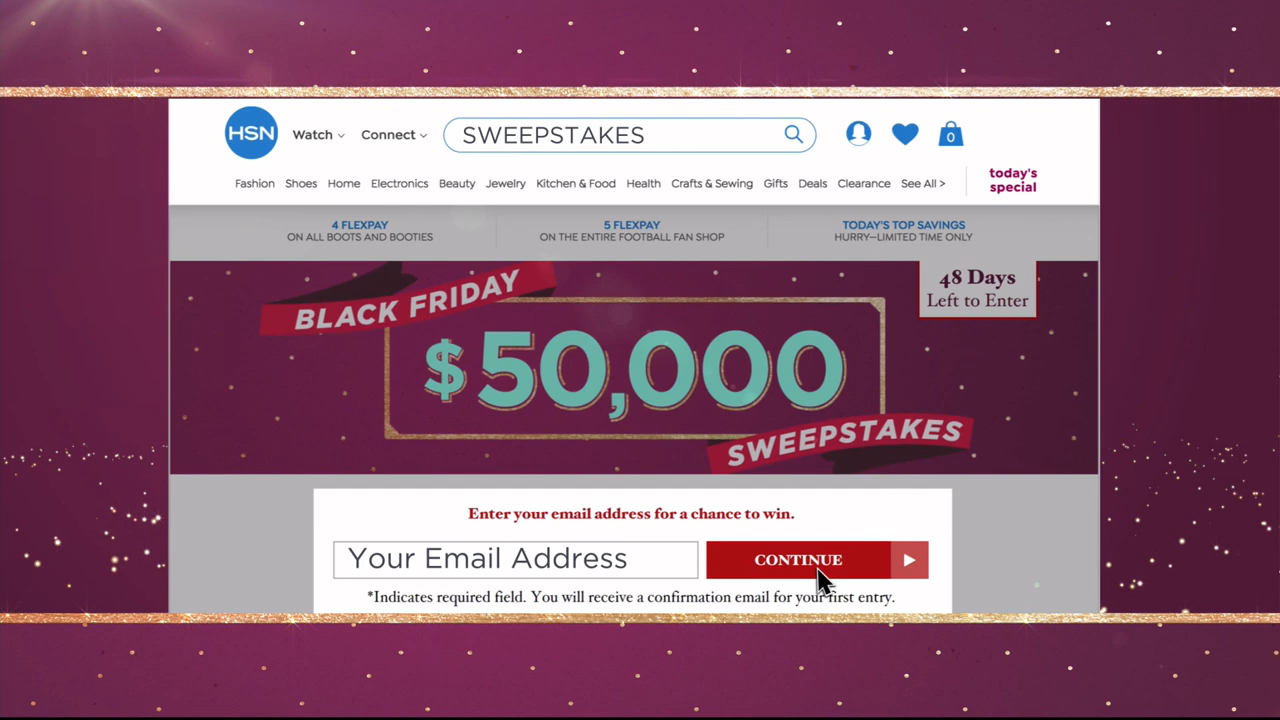 HSN Watch Connect SWEEPSTAKES 0
Fashion Shoes Home Electronics Beauty Jewelry Kitchen & Food Health Crafts & Sewing Gifts Deals Clearance See All > today's special
4 FLEXPAY
ON ALL BOOTS AND BOOTIES
5 FLEXPAY
ON THE ENTIRE FOOTBALL FAN SHOP
TODAY'S TOP SAVINGS
HURRY—LIMITED TIME ONLY
48 Days
Left to Enter
BLACK FRIDAY
$50,000
SWEEPSTAKES
Enter your email address for a chance to win.
Your Email Address CONTINUE
*Indicates required field. You will receive a confirmation email for your first entry.